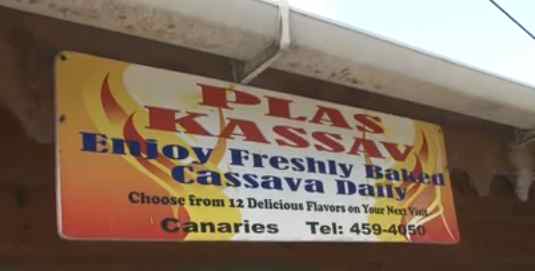 PLAS
KASSAV
Enjoy Freshly Baked
Cassava Daily
Choose from 12 Delicious Flavors on Your Next Visit
Canaries Tel: 459-4050